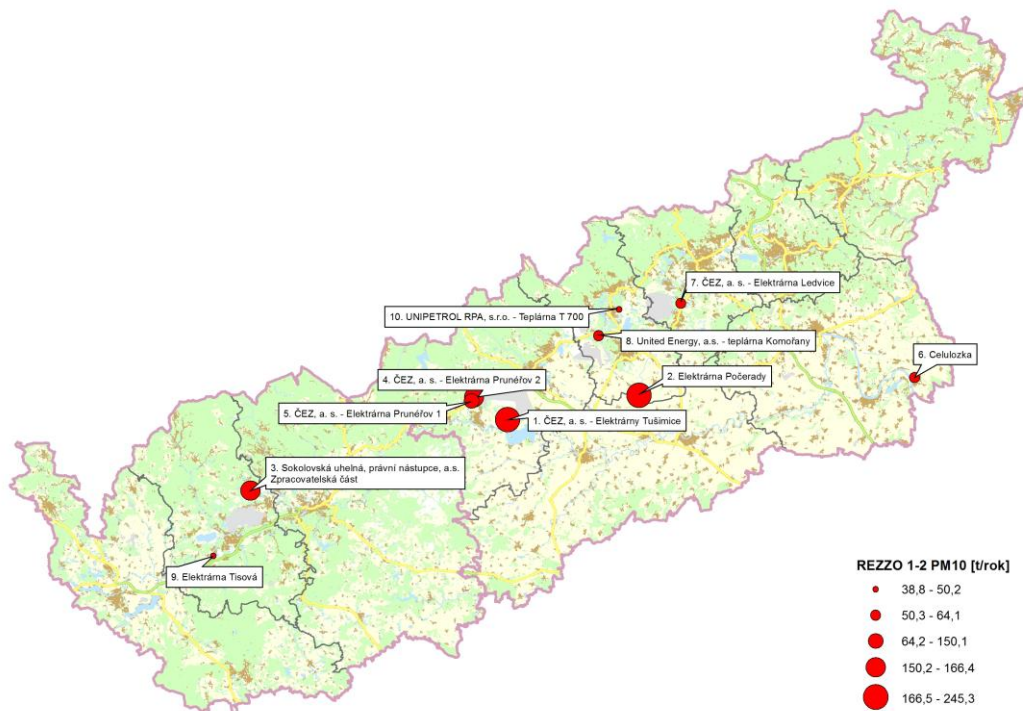 7. ČEZ, a. s. - Elektrárna Ledvice
10. UNIPETROL RPA, s.r.o. - Teplárna T 700
8. United Energy, a.s. - teplárna Komořany
6. Celulozka
4. ČEZ, a. s. - Elektrárna Prunéřov 2
2. Elektrárna Počerady
5. ČEZ, a. s. - Elektrárna Prunéřov 1
1. ČEZ, a. s. - Elektrárny Tušimice
3. Sokolovská uhelná, právní nástupce, a.s.
Zpracovatelská část
9. Elektrárna Tisová
REZZO 1-2 PM10 [t/rok]
38,8 - 50,2
50,3 - 64,1
64,2 - 150,1
150,2 - 166,4
166,5 - 245,3